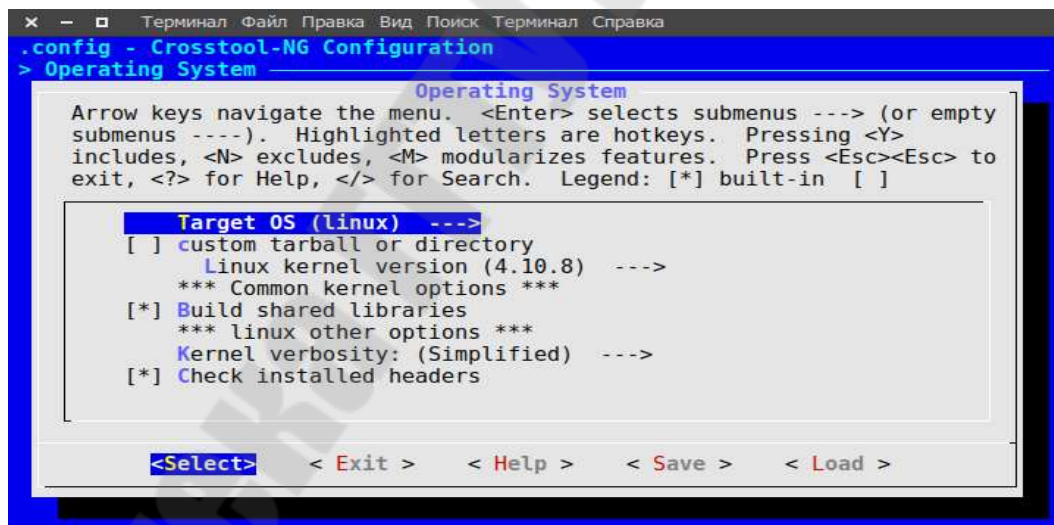 Терминал Файл Правка Вид Поиск Терминал Справка
.config - Crosstool-NG Configuration
> Operating System
Operating System
Arrow keys navigate the menu.  <Enter> selects submenus ---> (or empty
submenus ----).  Highlighted letters are hotkeys.  Pressing <Y>
includes, <N> excludes, <M> modularizes features.  Press <Esc><Esc> to
exit, <?> for Help, </> for Search.  Legend: [*] built-in  [ ]
Target OS (linux)  --->
[ ] custom tarball or directory
Linux kernel version (4.10.8)  --->
*** Common kernel options ***
[*] Build shared libraries
*** linux other options ***
Kernel verbosity: (Simplified)  --->
[*] Check installed headers
<Select>    < Exit >    < Help >    < Save >    < Load >